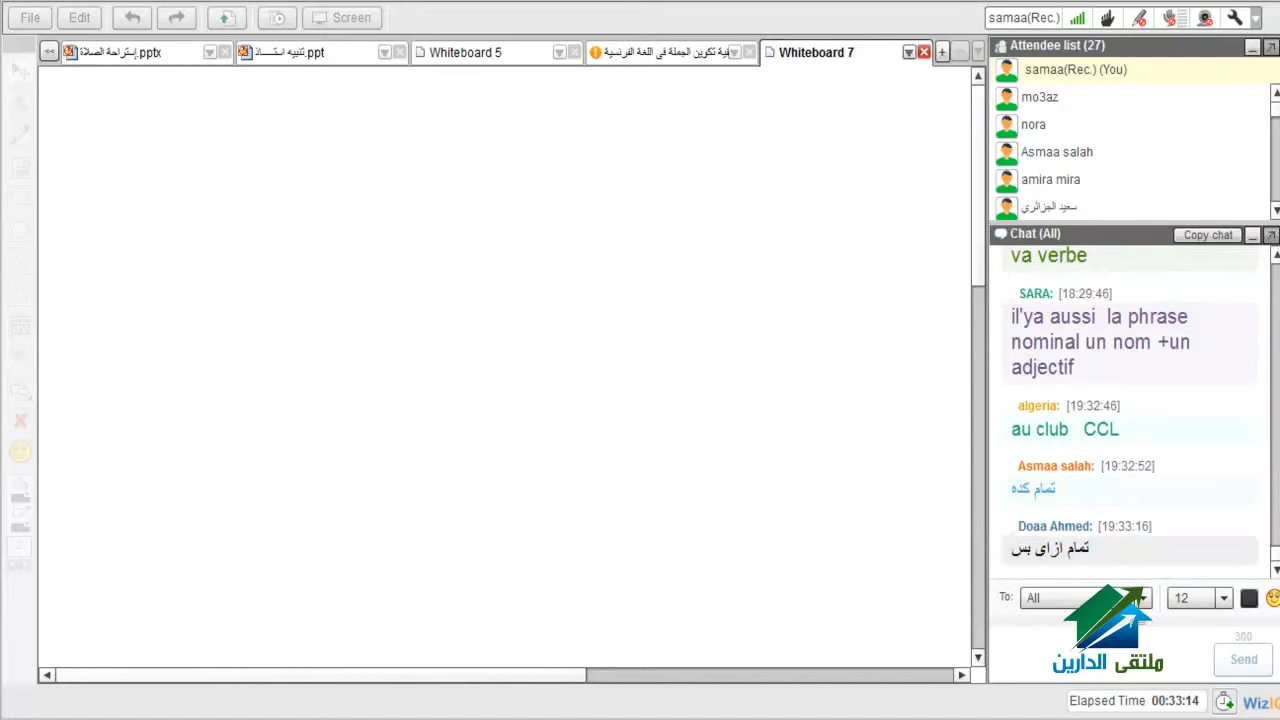 File Edit Screen
samaa(Rec.)
<< إستراحة الصلاة.pptx
تنبيه استـــاذ.ppt
Whiteboard 5
فية تكوين الجملة فى اللغة الفرنسية
Whiteboard 7
Attendee list (27)
samaa(Rec.) (You)
mo3az
nora
Asmaa salah
amira mira
سعيد الجزائري
Chat (All) Copy chat
va verbe
SARA: [18:29:46]
il'ya aussi la phrase
nominal un nom +un
adjectif
algeria: [19:32:46]
au club CCL
Asmaa salah: [19:32:52]
تمام كده
Doaa Ahmed: [19:33:16]
تمام ازاى بس
To: All 12
ملتقى الدارين
300
Send
Elapsed Time 00:33:14
WizI